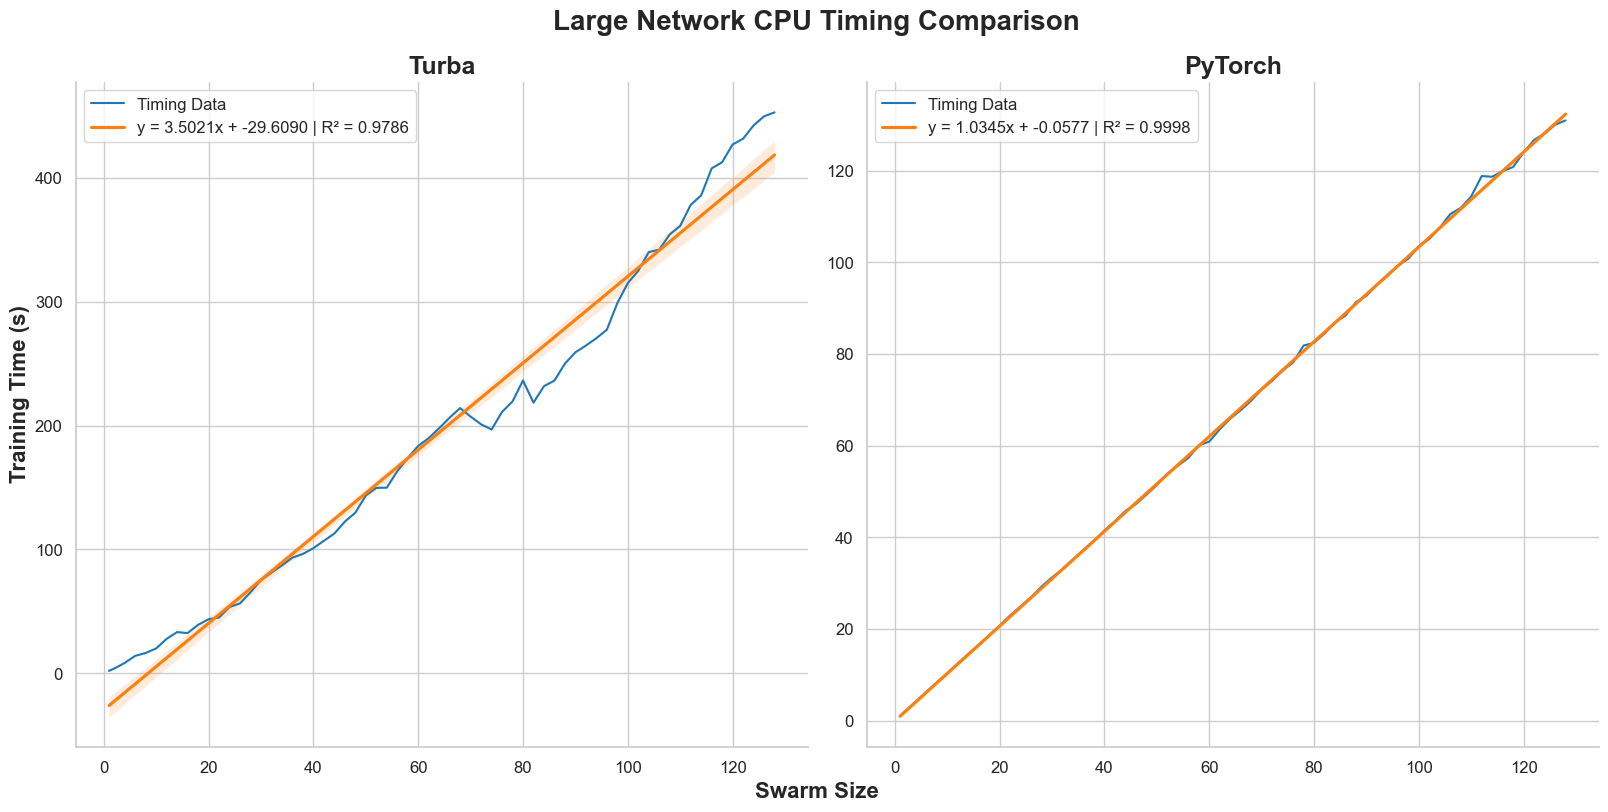 Large Network CPU Timing Comparison
Turba
Timing Data
y = 3.5021x + -29.6090 | R² = 0.9786
400
300
200
100
0
0 20 40 60 80 100 120
Training Time (s)
PyTorch
Timing Data
y = 1.0345x + -0.0577 | R² = 0.9998
120
100
80
60
40
20
0
0 20 40 60 80 100 120
Swarm Size